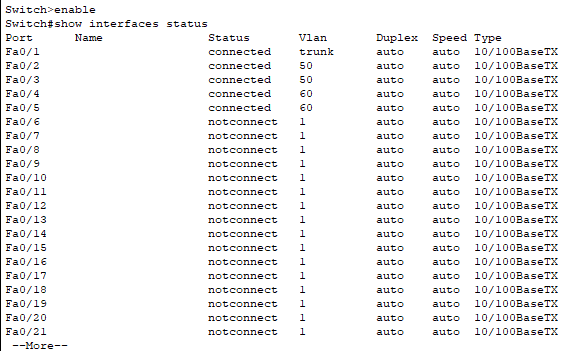 Switch>enable
Switch#show interfaces status
Port Name Status Vlan Duplex Speed Type
Fa0/1 connected trunk auto auto 10/100BaseTX
Fa0/2 connected 50 auto auto 10/100BaseTX
Fa0/3 connected 50 auto auto 10/100BaseTX
Fa0/4 connected 60 auto auto 10/100BaseTX
Fa0/5 connected 60 auto auto 10/100BaseTX
Fa0/6 notconnect 1 auto auto 10/100BaseTX
Fa0/7 notconnect 1 auto auto 10/100BaseTX
Fa0/8 notconnect 1 auto auto 10/100BaseTX
Fa0/9 notconnect 1 auto auto 10/100BaseTX
Fa0/10 notconnect 1 auto auto 10/100BaseTX
Fa0/11 notconnect 1 auto auto 10/100BaseTX
Fa0/12 notconnect 1 auto auto 10/100BaseTX
Fa0/13 notconnect 1 auto auto 10/100BaseTX
Fa0/14 notconnect 1 auto auto 10/100BaseTX
Fa0/15 notconnect 1 auto auto 10/100BaseTX
Fa0/16 notconnect 1 auto auto 10/100BaseTX
Fa0/17 notconnect 1 auto auto 10/100BaseTX
Fa0/18 notconnect 1 auto auto 10/100BaseTX
Fa0/19 notconnect 1 auto auto 10/100BaseTX
Fa0/20 notconnect 1 auto auto 10/100BaseTX
Fa0/21 notconnect 1 auto auto 10/100BaseTX
--More--